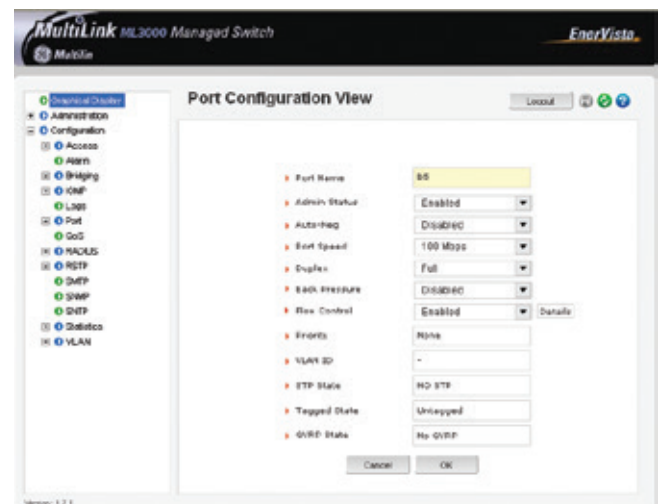 MultiLink ML3000 Managed Switch
EnerVista
Multilin
Graphical Display
Port Configuration View
Logout
Administration
Configuration
Access
Alarm
Bridging
IGMP
Logs
Port
QoS
RADIUS
RSTP
SMTP
SNMP
SNTP
Statistics
VLAN
Port Name B5
Admin Status Enabled
Auto-Neg Disabled
Port Speed 100 Mbps
Duplex Full
Back Pressure Disabled
Flow Control Enabled Details
Priority None
VLAN ID -
STP State NO STP
Tagged State Untagged
GVRP State No GVRP
Cancel OK